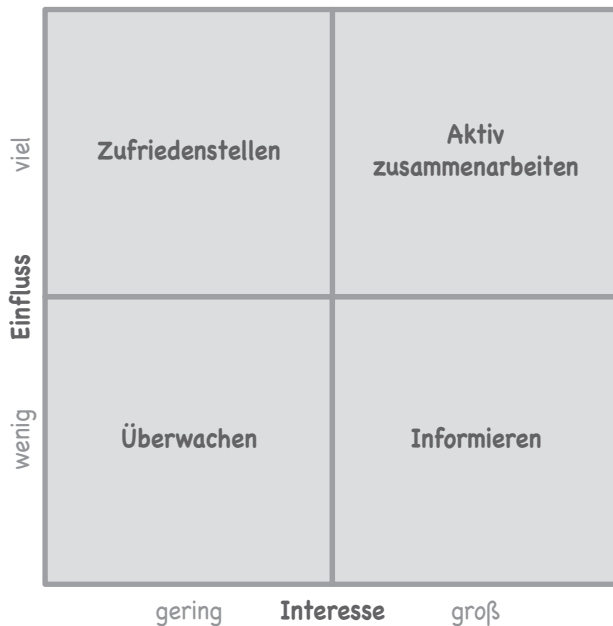 viel
Zufriedenstellen
Aktiv
zusammenarbeiten
Einfluss
wenig
Überwachen
Informieren
gering Interesse groß